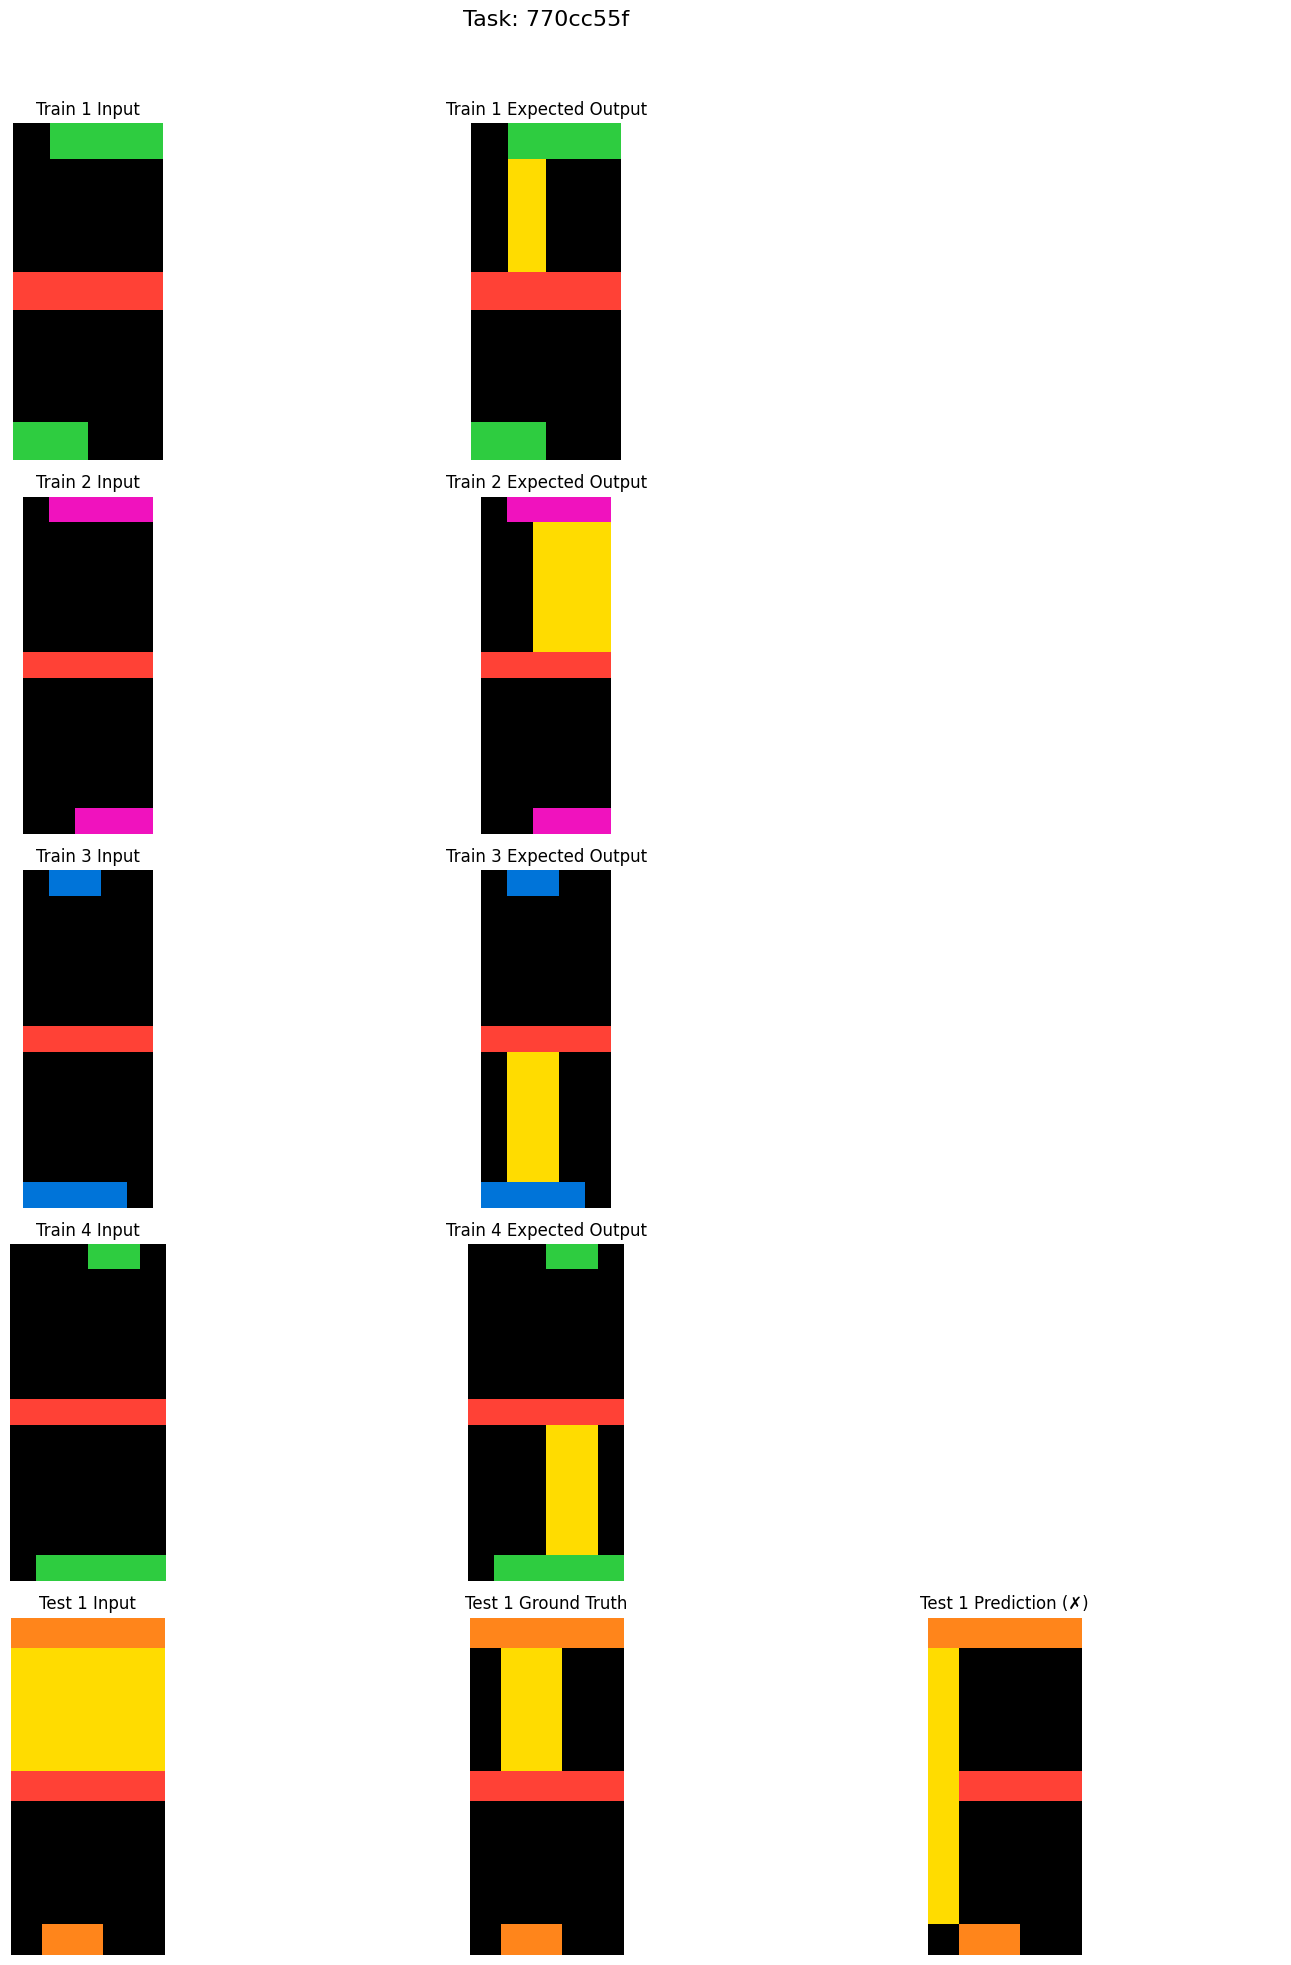 Task: 770cc55f
Train 1 Input
Train 1 Expected Output
Train 2 Input
Train 2 Expected Output
Train 3 Input
Train 3 Expected Output
Train 4 Input
Train 4 Expected Output
Test 1 Input
Test 1 Ground Truth
Test 1 Prediction (✗)